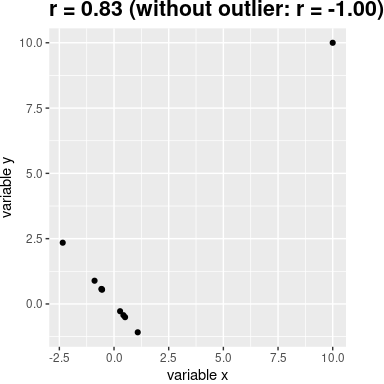 r = 0.83 (without outlier: r = -1.00)
10.0
7.5
5.0
2.5
0.0
variable y
-2.5 0.0 2.5 5.0 7.5 10.0
variable x